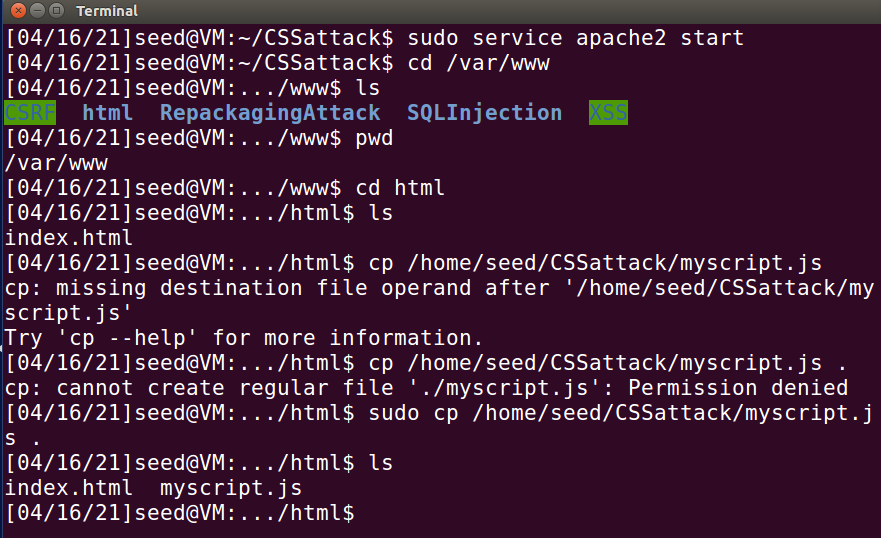 Terminal
[04/16/21]seed@VM:~/CSSattack$ sudo service apache2 start
[04/16/21]seed@VM:~/CSSattack$ cd /var/www
[04/16/21]seed@VM:.../www$ ls
CSRF  html  RepackagingAttack  SQLInjection  XSS
[04/16/21]seed@VM:.../www$ pwd
/var/www
[04/16/21]seed@VM:.../www$ cd html
[04/16/21]seed@VM:.../html$ ls
index.html
[04/16/21]seed@VM:.../html$ cp /home/seed/CSSattack/myscript.js
cp: missing destination file operand after '/home/seed/CSSattack/my
script.js'
Try 'cp --help' for more information.
[04/16/21]seed@VM:.../html$ cp /home/seed/CSSattack/myscript.js .
cp: cannot create regular file './myscript.js': Permission denied
[04/16/21]seed@VM:.../html$ sudo cp /home/seed/CSSattack/myscript.j
s .
[04/16/21]seed@VM:.../html$ ls
index.html  myscript.js
[04/16/21]seed@VM:.../html$